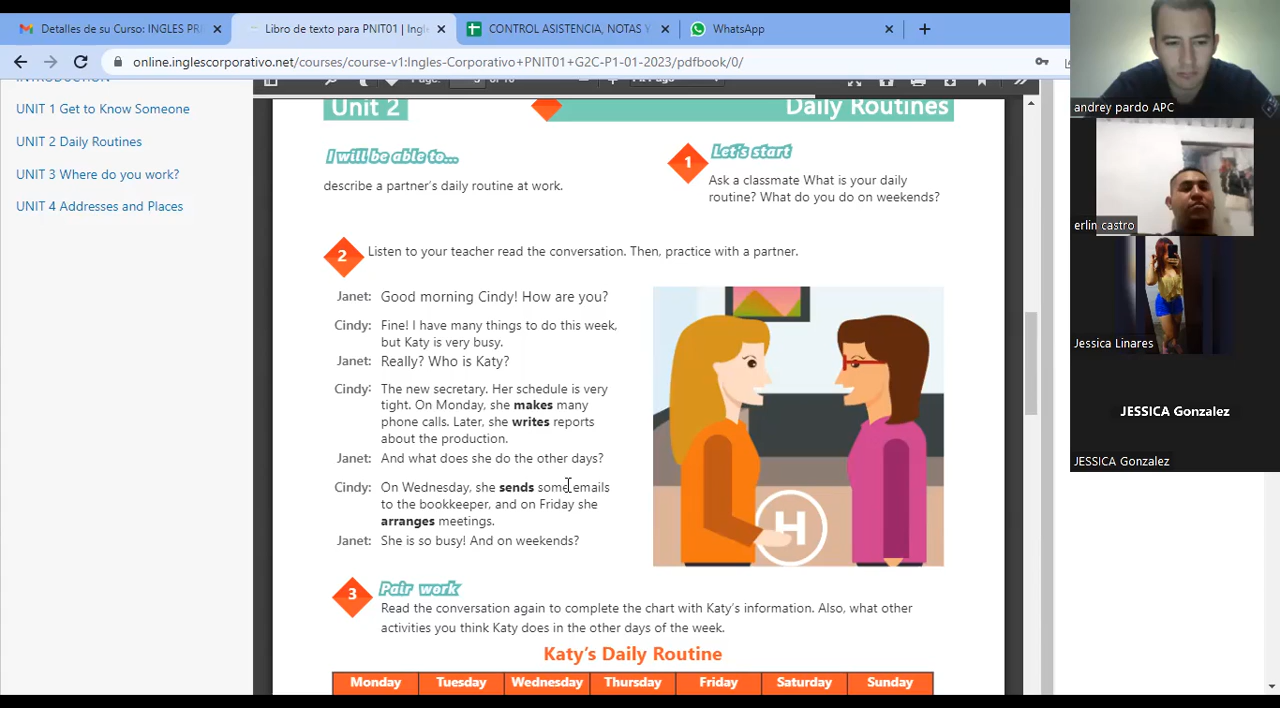 Detalles de su Curso: INGLES PRI
Libro de texto para PNIT01 | Ingl
CONTROL ASISTENCIA, NOTAS Y
WhatsApp
online.inglescorporativo.net/courses/course-v1:Ingles-Corporativo+PNIT01+G2C-P1-01-2023/pdfbook/0/
INTRODUCTION
UNIT 1 Get to Know Someone
UNIT 2 Daily Routines
UNIT 3 Where do you work?
UNIT 4 Addresses and Places
Unit 2
Daily Routines
I will be able to...
describe a partner's daily routine at work.
1
Let's start
Ask a classmate What is your daily
routine? What do you do on weekends?
2
Listen to your teacher read the conversation. Then, practice with a partner.
Janet: Good morning Cindy! How are you?
Cindy: Fine! I have many things to do this week,
but Katy is very busy.
Janet: Really? Who is Katy?
Cindy: The new secretary. Her schedule is very
tight. On Monday, she makes many
phone calls. Later, she writes reports
about the production.
Janet: And what does she do the other days?
Cindy: On Wednesday, she sends some emails
to the bookkeeper, and on Friday she
arranges meetings.
Janet: She is so busy! And on weekends?
H
3
Pair work
Read the conversation again to complete the chart with Katy's information. Also, what other
activities you think Katy does in the other days of the week.
Katy's Daily Routine
Monday Tuesday Wednesday Thursday Friday Saturday Sunday
andrey pardo APC
erlin castro
Jessica Linares
JESSICA Gonzalez
JESSICA Gonzalez